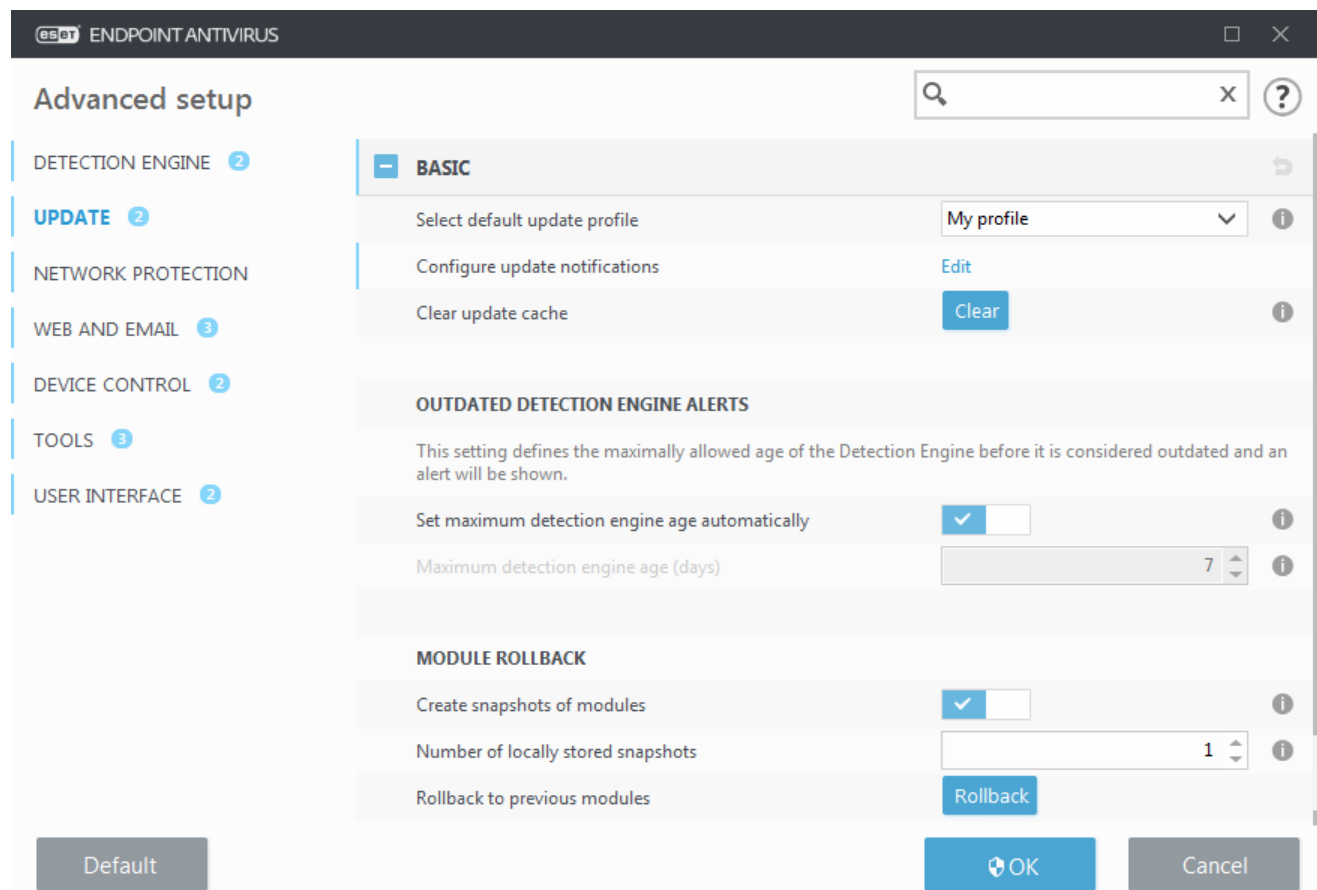 eset ENDPOINT ANTIVIRUS
Advanced setup
X
?
DETECTION ENGINE 2
UPDATE 2
NETWORK PROTECTION
WEB AND EMAIL 3
DEVICE CONTROL 2
TOOLS 3
USER INTERFACE 2
BASIC
Select default update profile My profile i
Configure update notifications Edit
Clear update cache Clear i
OUTDATED DETECTION ENGINE ALERTS
This setting defines the maximally allowed age of the Detection Engine before it is considered outdated and an
alert will be shown.
Set maximum detection engine age automatically i
Maximum detection engine age (days) 7 i
MODULE ROLLBACK
Create snapshots of modules i
Number of locally stored snapshots 1 i
Rollback to previous modules Rollback
Default OK Cancel